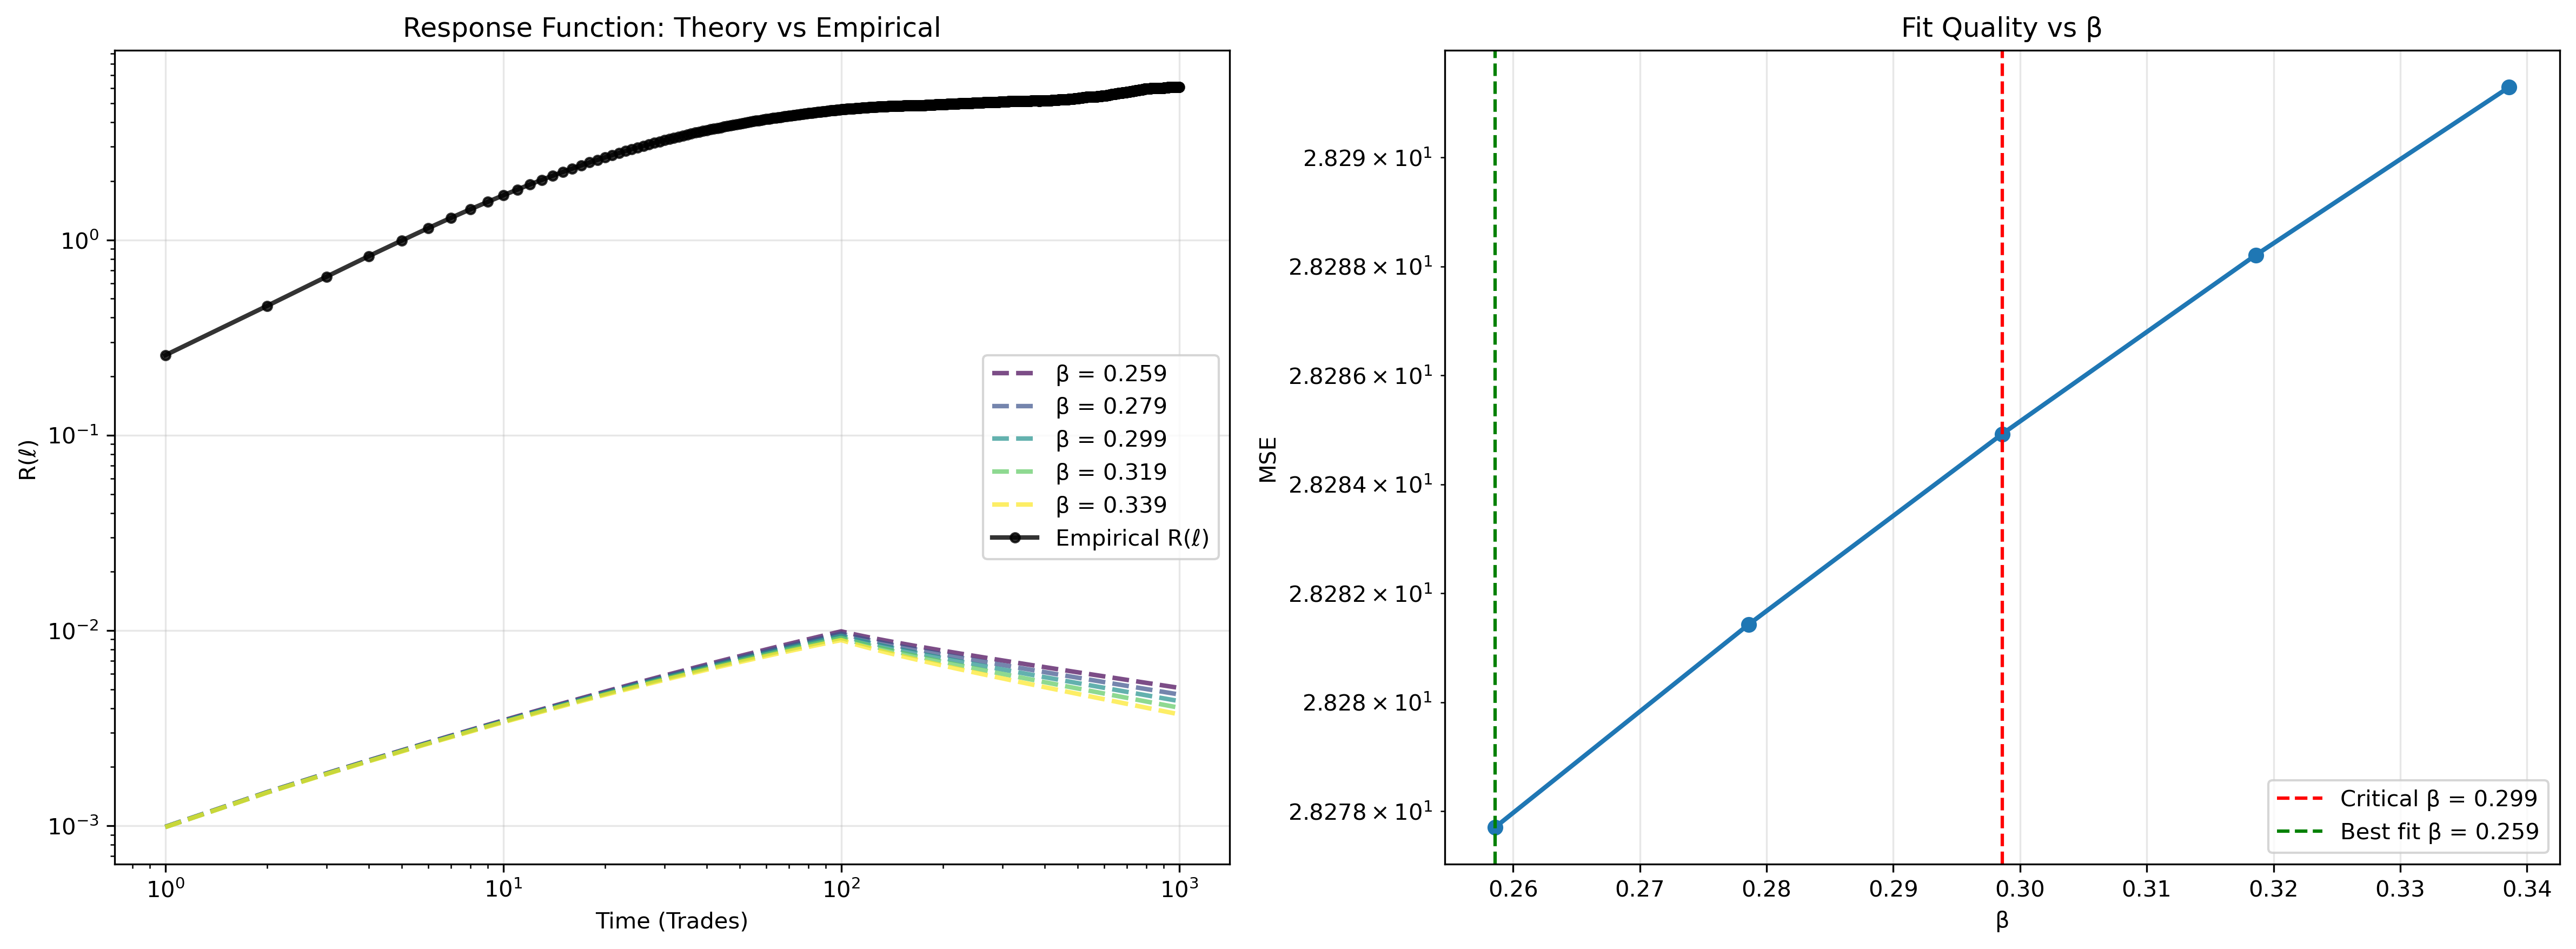 Response Function: Theory vs Empirical
R(ℓ)
10⁰
10⁻¹
10⁻²
10⁻³
β = 0.259
β = 0.279
β = 0.299
β = 0.319
β = 0.339
Empirical R(ℓ)
10⁰ 10¹ 10² 10³
Time (Trades)
Fit Quality vs β
MSE
2.829 × 10¹
2.8288 × 10¹
2.8286 × 10¹
2.8284 × 10¹
2.8282 × 10¹
2.828 × 10¹
2.8278 × 10¹
Critical β = 0.299
Best fit β = 0.259
0.26 0.27 0.28 0.29 0.30 0.31 0.32 0.33 0.34
β